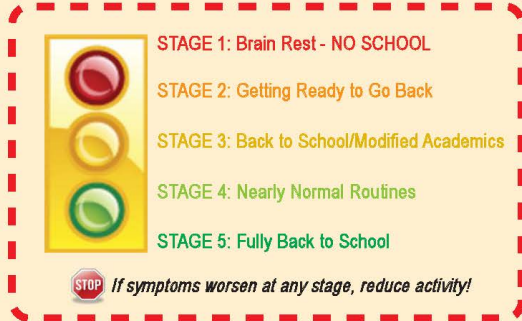 STAGE 1: Brain Rest - NO SCHOOL
STAGE 2: Getting Ready to Go Back
STAGE 3: Back to School/Modified Academics
STAGE 4: Nearly Normal Routines
STAGE 5: Fully Back to School
STOP If symptoms worsen at any stage, reduce activity!